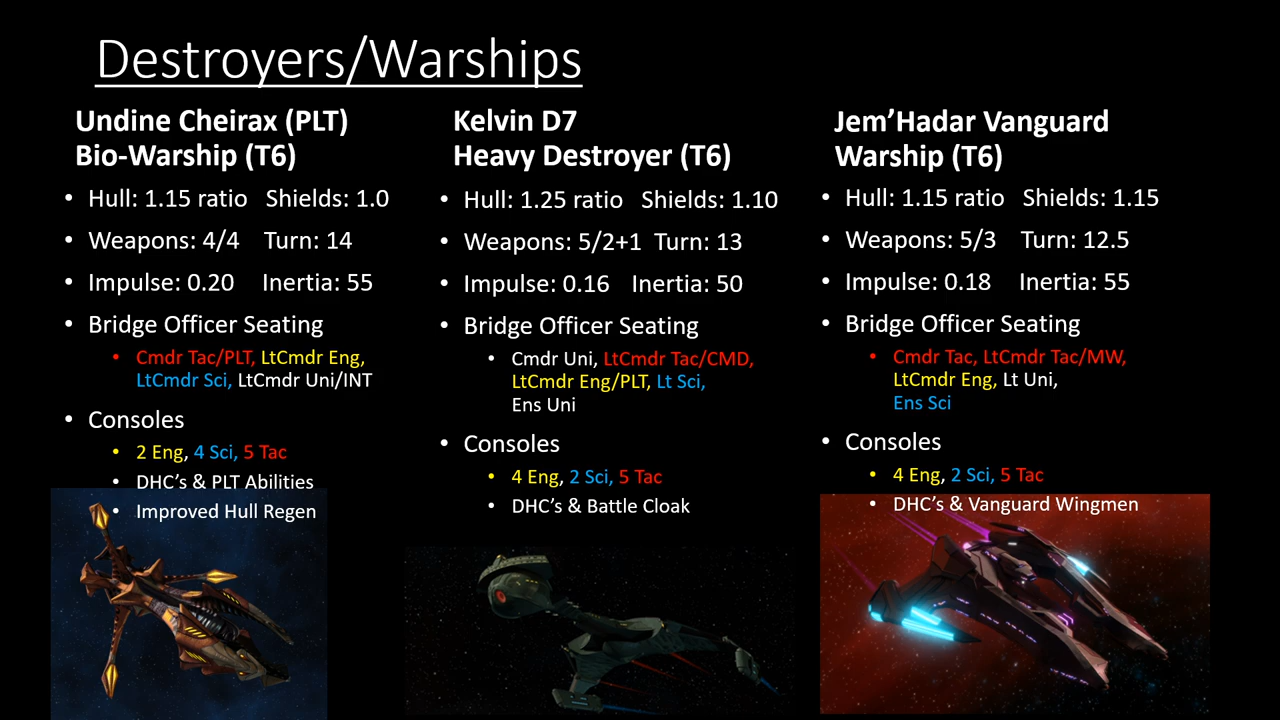 Destroyers/Warships
Undine Cheirax (PLT)
Bio-Warship (T6)
• Hull: 1.15 ratio Shields: 1.0
• Weapons: 4/4 Turn: 14
• Impulse: 0.20 Inertia: 55
• Bridge Officer Seating
• Cmdr Tac/PLT, LtCmdr Eng,
LtCmdr Sci, LtCmdr Uni/INT
• Consoles
• 2 Eng, 4 Sci, 5 Tac
• DHC's & PLT Abilities
• Improved Hull Regen
Kelvin D7
Heavy Destroyer (T6)
• Hull: 1.25 ratio Shields: 1.10
• Weapons: 5/2+1 Turn: 13
• Impulse: 0.16 Inertia: 50
• Bridge Officer Seating
• Cmdr Uni, LtCmdr Tac/CMD,
LtCmdr Eng/PLT, Lt Sci,
Ens Uni
• Consoles
• 4 Eng, 2 Sci, 5 Tac
• DHC's & Battle Cloak
Jem'Hadar Vanguard
Warship (T6)
• Hull: 1.15 ratio Shields: 1.15
• Weapons: 5/3 Turn: 12.5
• Impulse: 0.18 Inertia: 55
• Bridge Officer Seating
• Cmdr Tac, LtCmdr Tac/MW,
LtCmdr Eng, Lt Uni,
Ens Sci
• Consoles
• 4 Eng, 2 Sci, 5 Tac
• DHC's & Vanguard Wingmen